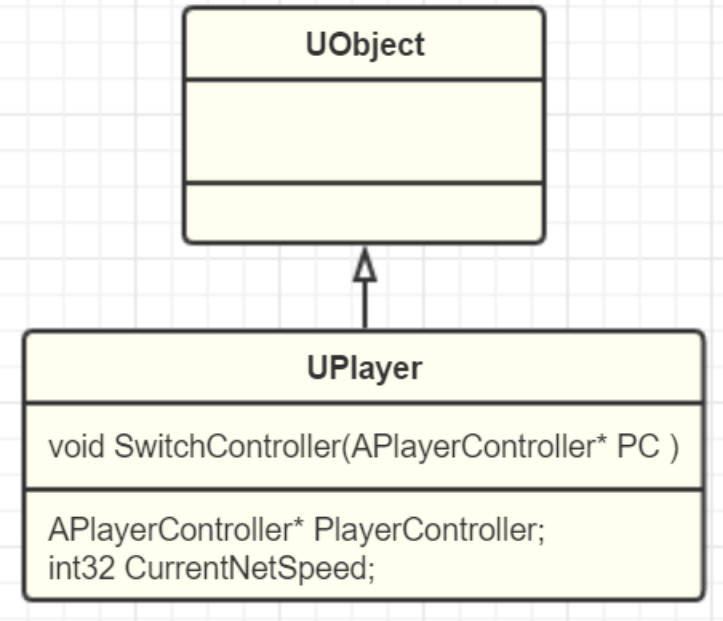 UObject
UPlayer
void SwitchController(APlayerController* PC )
APlayerController* PlayerController;
int32 CurrentNetSpeed;